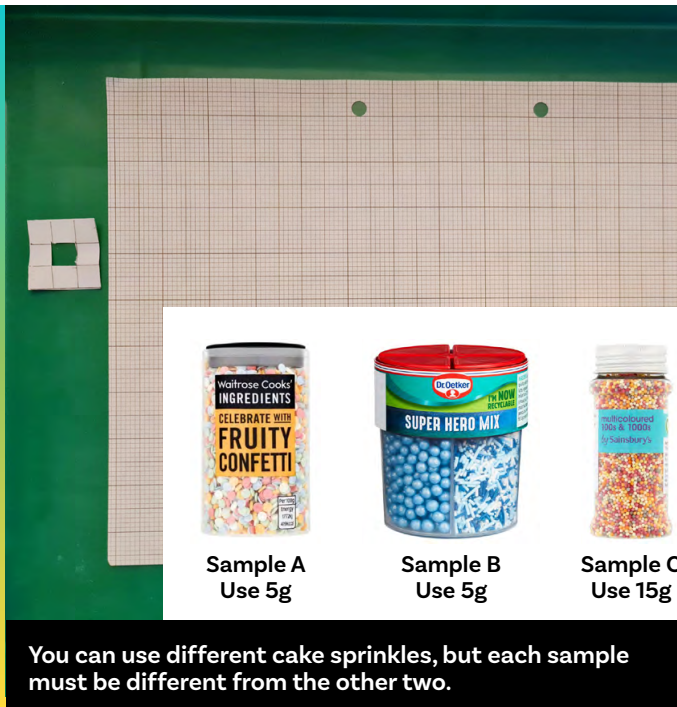 Waitrose Cooks'
INGREDIENTS
CELEBRATE WITH
FRUITY
CONFETTI
Dr. Oetker
I'M NOW
RECYCLABLE
SUPER HERO MIX
multicoloured
100s & 1000s
by Sainsbury's
Sample A
Use 5g
Sample B
Use 5g
Sample C
Use 15g
You can use different cake sprinkles, but each sample
must be different from the other two.